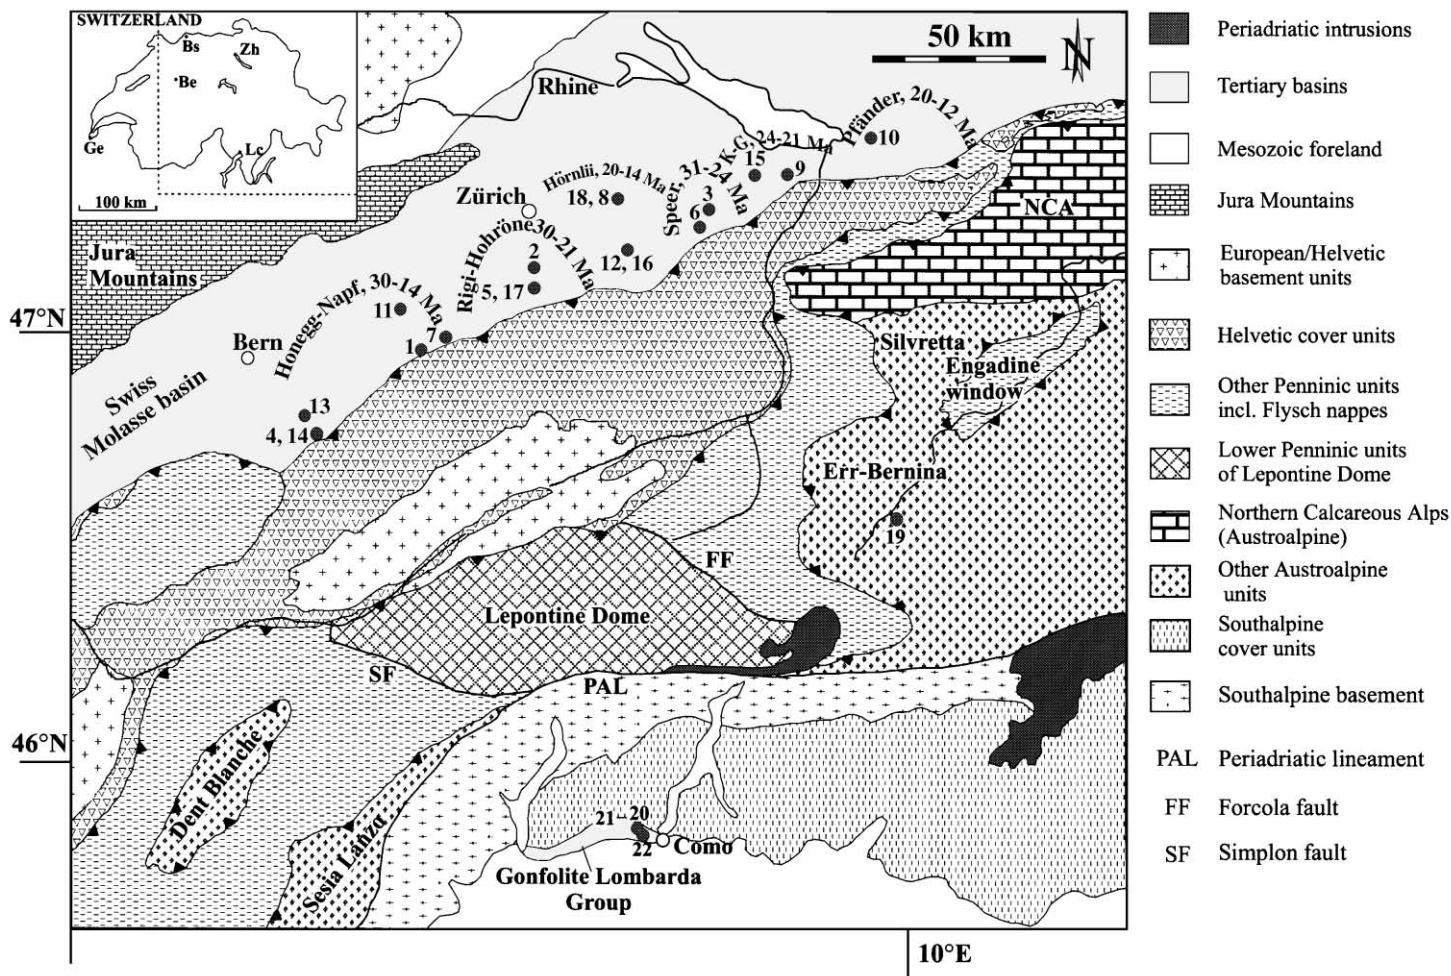 SWITZERLAND
Bs
Zh
Be
Ge
Lc
100 km
50 km
N
Rhine
Pfänder, 20-12 Ma
10
K-G, 24-21 Ma
15
9
Speer, 31-24 Ma
3
6
Hörnlii, 20-14 Ma
18, 8
Zürich
NCA
Jura
Mountains
Rigi-Hohröne 30-21 Ma
2
12, 16
5, 17
Honegg-Napf, 30-14 Ma
11
7
1
47°N
Bern
Silvretta
Engadine
window
Swiss
Molasse basin
13
4, 14
Err-Bernina
19
FF
Lepontine Dome
SF
PAL
46°N
Dent Blanche
Sesia Lanzo
21
20
22
Como
Gonfolite Lombarda
Group
10°E
Periadriatic intrusions
Tertiary basins
Mesozoic foreland
Jura Mountains
European/Helvetic
basement units
Helvetic cover units
Other Penninic units
incl. Flysch nappes
Lower Penninic units
of Lepontine Dome
Northern Calcareous Alps
(Austroalpine)
Other Austroalpine
units
Southalpine
cover units
Southalpine basement
PAL Periadriatic lineament
FF Forcola fault
SF Simplon fault